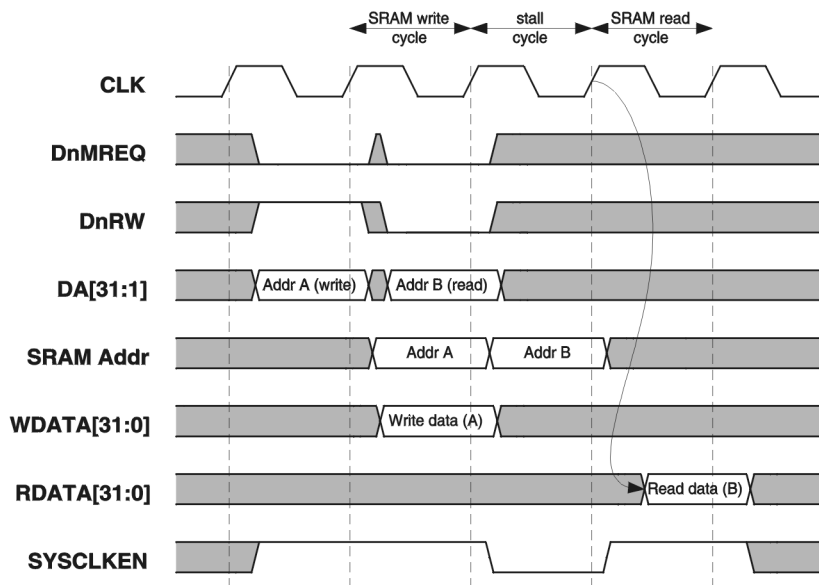 SRAM write cycle
stall cycle
SRAM read cycle
CLK
DnMREQ
DnRW
DA[31:1]
Addr A (write)
Addr B (read)
SRAM Addr
Addr A
Addr B
WDATA[31:0]
Write data (A)
RDATA[31:0]
Read data (B)
SYSCLKEN